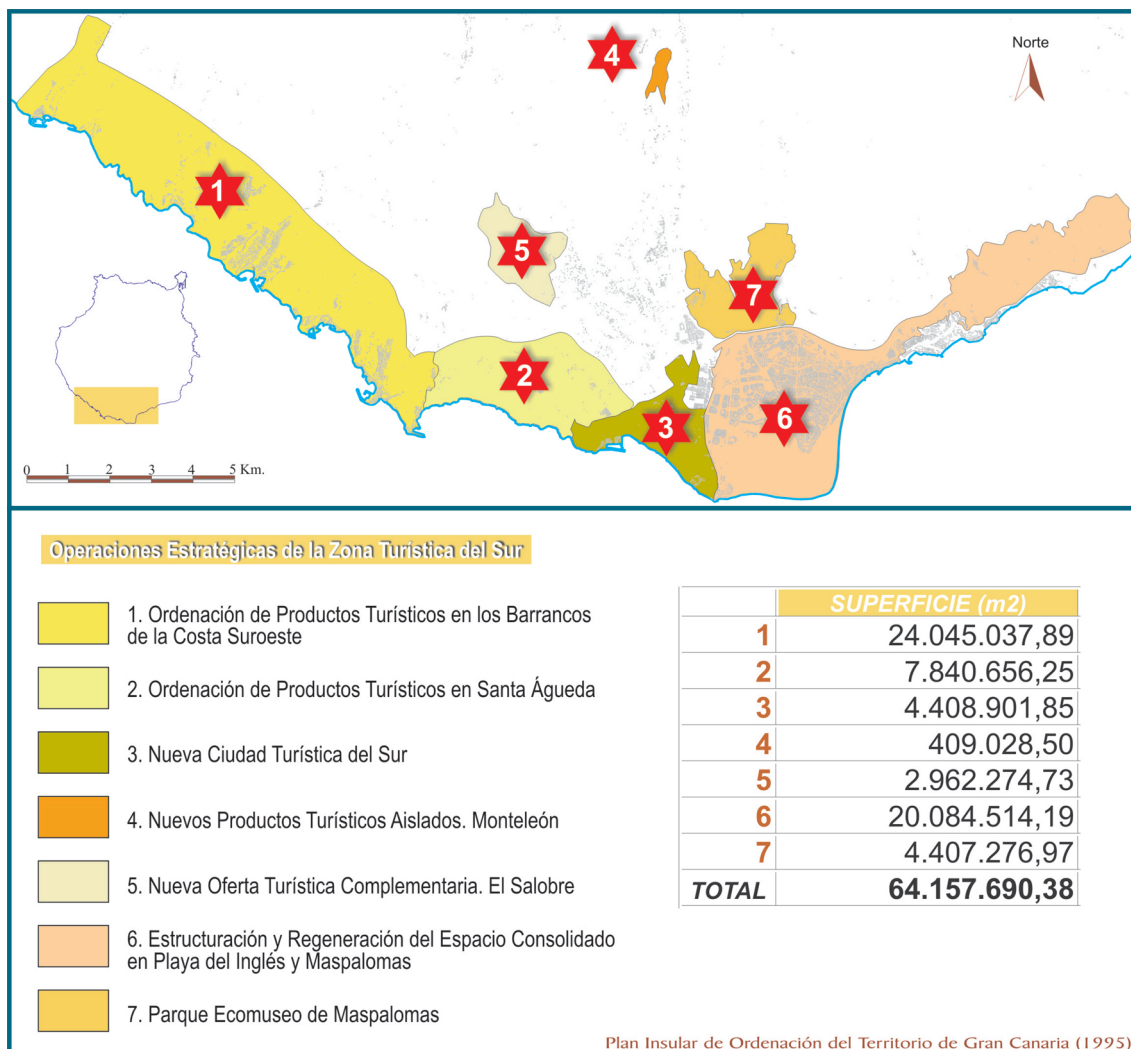 4
Norte
1
5
7
2
3
6
0 1 2 3 4 5 Km.
Operaciones Estratégicas de la Zona Turística del Sur
1. Ordenación de Productos Turísticos en los Barrancos
de la Costa Suroeste
2. Ordenación de Productos Turísticos en Santa Águeda
3. Nueva Ciudad Turística del Sur
4. Nuevos Productos Turísticos Aislados. Monteleón
5. Nueva Oferta Turística Complementaria. El Salobre
6. Estructuración y Regeneración del Espacio Consolidado
en Playa del Inglés y Maspalomas
7. Parque Ecomuseo de Maspalomas
SUPERFICIE (m2)
1 24.045.037,89
2 7.840.656,25
3 4.408.901,85
4 409.028,50
5 2.962.274,73
6 20.084.514,19
7 4.407.276,97
TOTAL 64.157.690,38
Plan Insular de Ordenación del Territorio de Gran Canaria (1995)